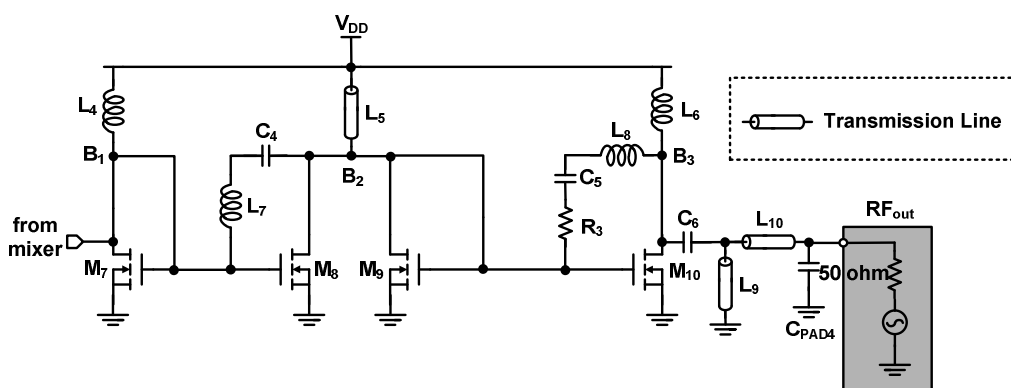 VDD
L4
C4
L5
L6
L8
Transmission Line
B1
B2
B3
C5
L7
R3
C6
L10
RFout
from
mixer
M7
M8
M9
M10
L9
50 ohm
CPAD4